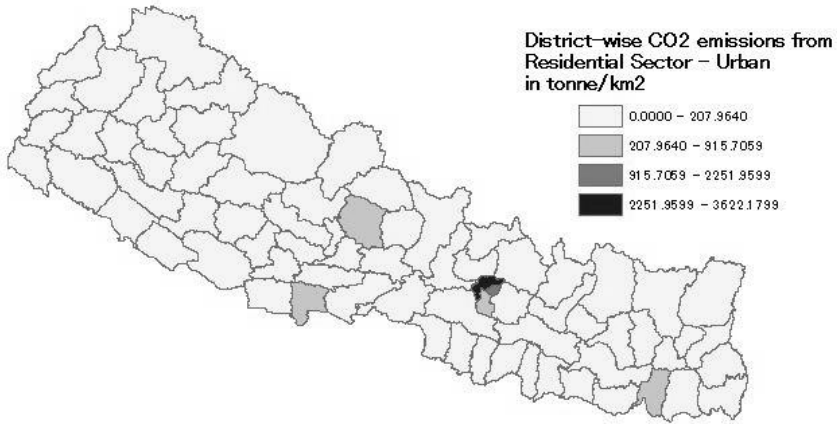 District-wise CO2 emissions from
Residential Sector - Urban
in tonne/km2
0.0000 - 207.9640
207.9640 - 915.7059
915.7059 - 2251.9599
2251.9599 - 3622.1799